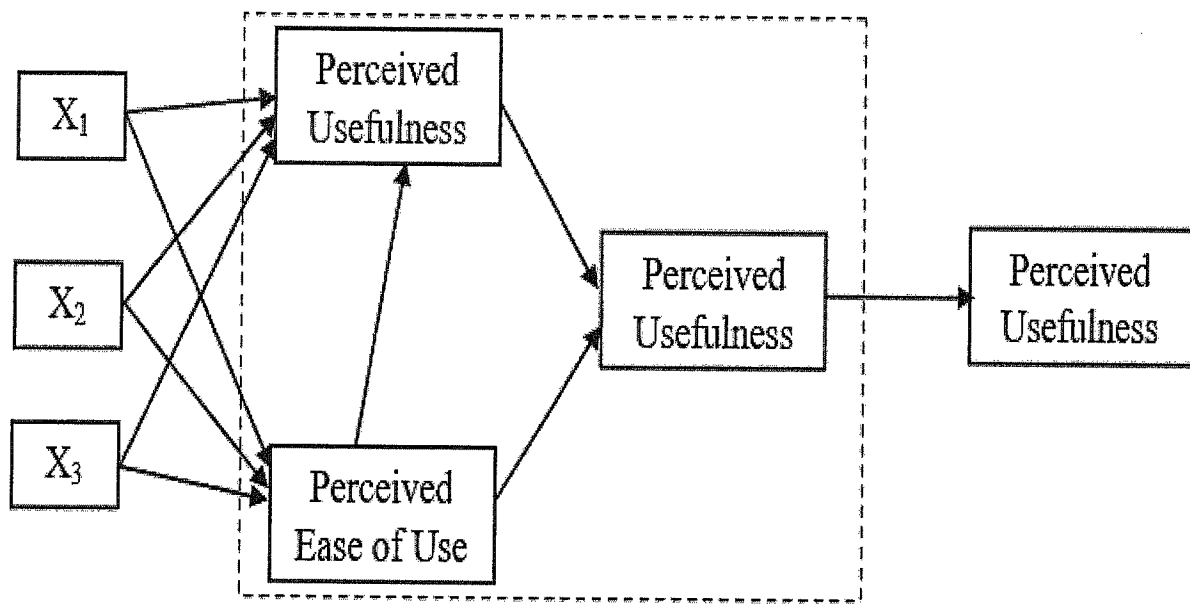 X₁
Perceived
Usefulness
X₂
Perceived
Usefulness
Perceived
Usefulness
X₃
Perceived
Ease of Use